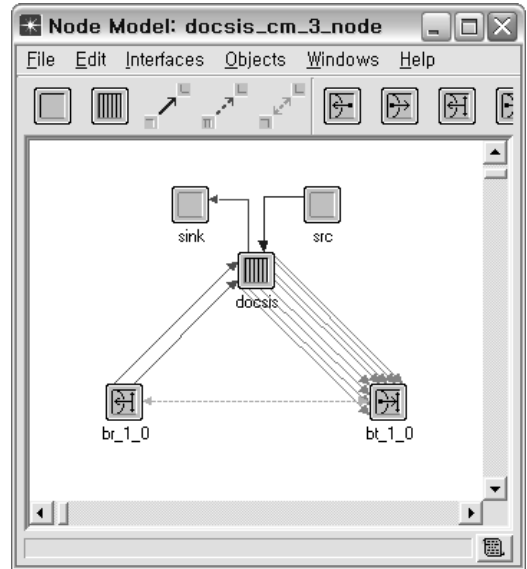 Node Model: docsis_cm_3_node
File Edit Interfaces Objects Windows Help
sink src
docsis
br_1_0 bt_1_0